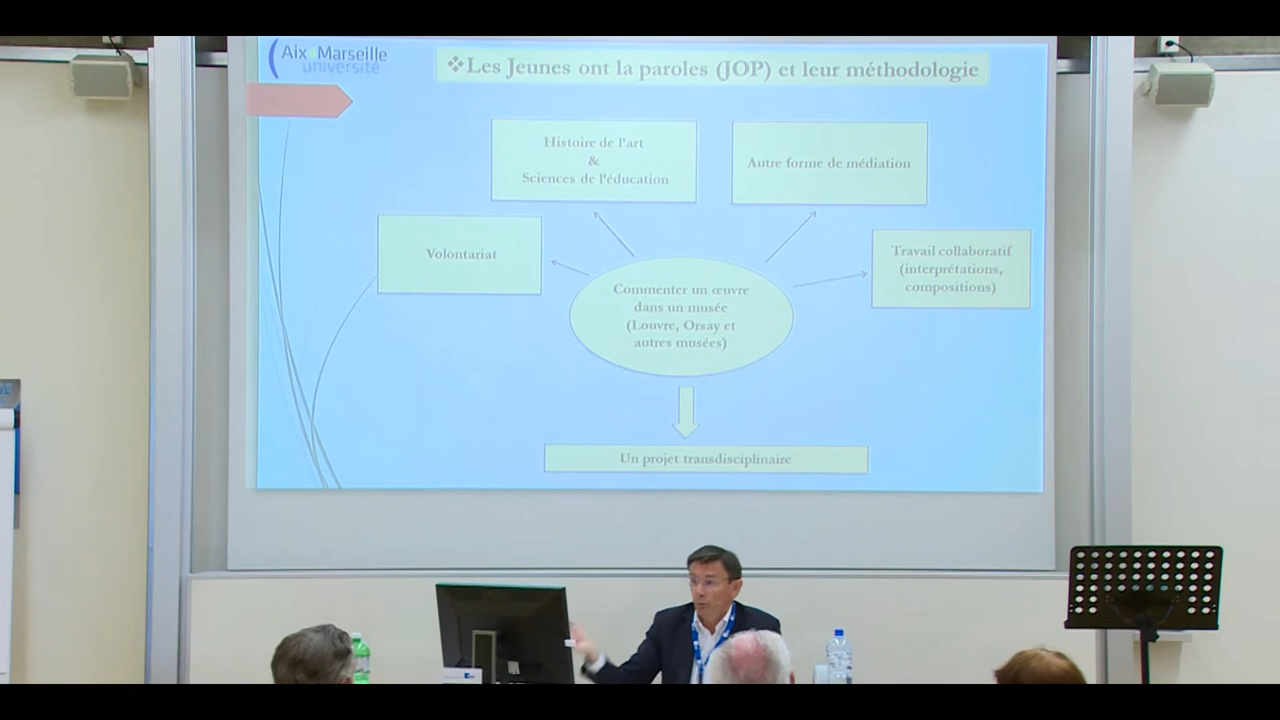 Aix Marseille
université
❖Les Jeunes ont la paroles (JOP) et leur méthodologie
Histoire de l'art
&
Sciences de l'éducation
Autre forme de médiation
Volontariat
Travail collaboratif
(interprétations,
compositions)
Commenter un œuvre
dans un musée
(Louvre, Orsay et
autres musées)
Un projet transdisciplinaire